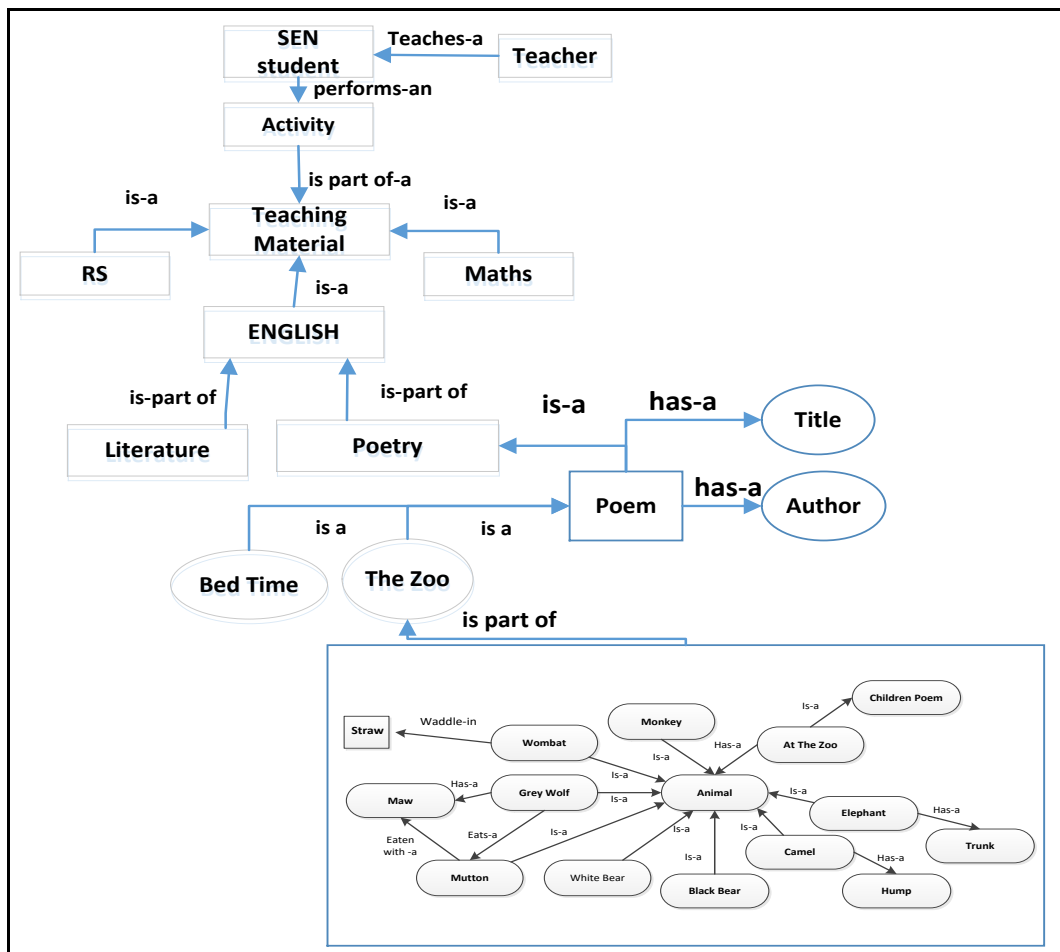 SEN
student
Teaches-a
Teacher
performs-an
Activity
is part of-a
is-a
Teaching
Material
is-a
RS
Maths
is-a
ENGLISH
is-part of
is-part of
is-a
has-a
Title
Literature
Poetry
Poem
has-a
Author
is a
is a
Bed Time
The Zoo
is part of
Children Poem
Is-a
Straw
Waddle-in
Monkey
Wombat
Is-a
Has-a
At The Zoo
Is-a
Has-a
Grey Wolf
Is-a
Animal
Is-a
Maw
Elephant
Has-a
Eaten
with -a
Eats-a
Is-a
Is-a
Is-a
Camel
Trunk
Mutton
White Bear
Is-a
Has-a
Black Bear
Hump